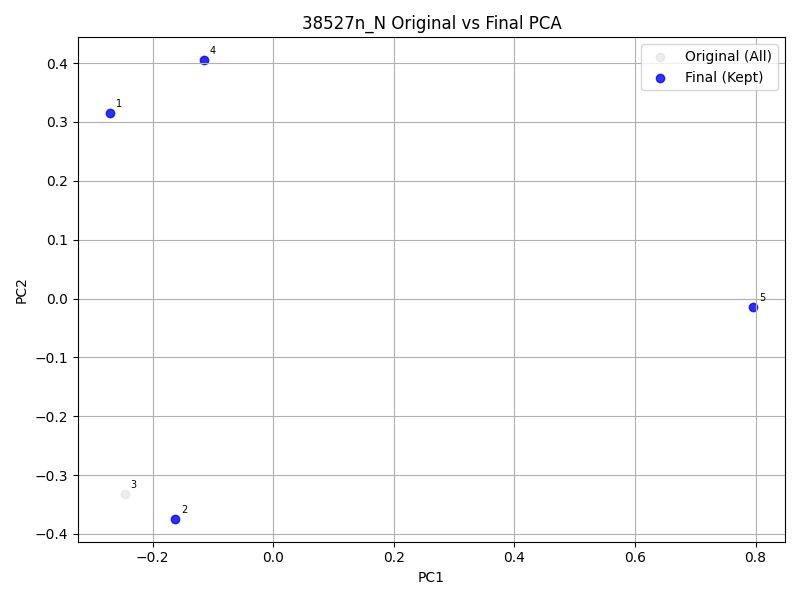 38527n_N Original vs Final PCA
Original (All)
Final (Kept)
4
1
5
3
2
0.4
0.3
0.2
0.1
0.0
−0.1
−0.2
−0.3
−0.4
PC2
−0.2 0.0 0.2 0.4 0.6 0.8
PC1